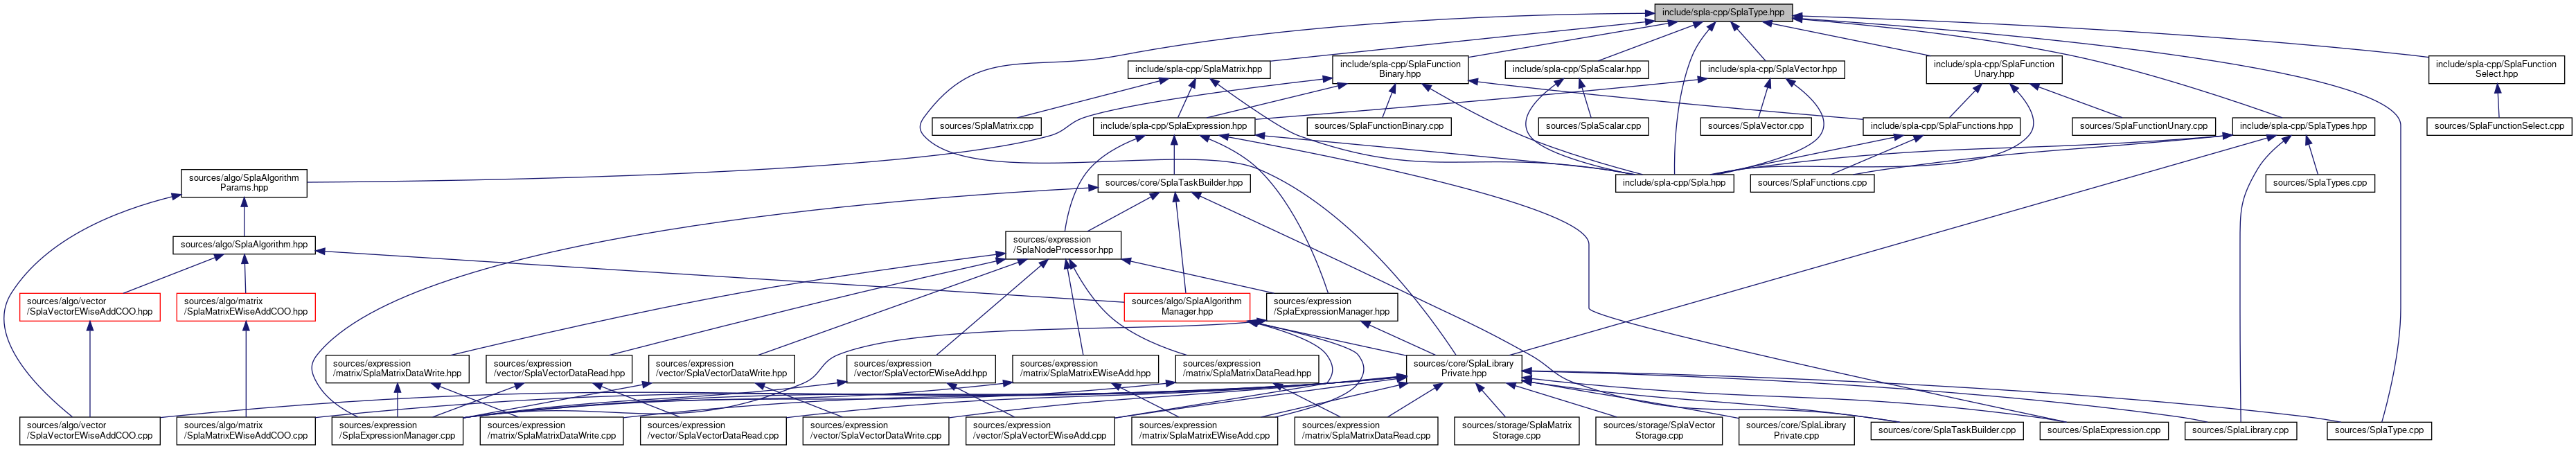 include/spla-cpp/SplaType.hpp
include/spla-cpp/SplaMatrix.hpp
include/spla-cpp/SplaFunction
Binary.hpp
include/spla-cpp/SplaScalar.hpp
include/spla-cpp/SplaVector.hpp
include/spla-cpp/SplaFunction
Unary.hpp
include/spla-cpp/SplaFunction
Select.hpp
sources/SplaMatrix.cpp
include/spla-cpp/SplaExpression.hpp
sources/SplaFunctionBinary.cpp
sources/SplaScalar.cpp
sources/SplaVector.cpp
include/spla-cpp/SplaFunctions.hpp
sources/SplaFunctionUnary.cpp
include/spla-cpp/SplaTypes.hpp
sources/SplaFunctionSelect.cpp
sources/algo/SplaAlgorithm
Params.hpp
sources/core/SplaTaskBuilder.hpp
include/spla-cpp/Spla.hpp
sources/SplaFunctions.cpp
sources/SplaTypes.cpp
sources/algo/SplaAlgorithm.hpp
sources/expression
/SplaNodeProcessor.hpp
sources/algo/vector
/SplaVectorEWiseAddCOO.hpp
sources/algo/matrix
/SplaMatrixEWiseAddCOO.hpp
sources/algo/SplaAlgorithm
Manager.hpp
sources/expression
/SplaExpressionManager.hpp
sources/expression
/matrix/SplaMatrixDataWrite.hpp
sources/expression
/vector/SplaVectorDataRead.hpp
sources/expression
/vector/SplaVectorDataWrite.hpp
sources/expression
/vector/SplaVectorEWiseAdd.hpp
sources/expression
/matrix/SplaMatrixEWiseAdd.hpp
sources/expression
/matrix/SplaMatrixDataRead.hpp
sources/core/SplaLibrary
Private.hpp
sources/algo/vector
/SplaVectorEWiseAddCOO.cpp
sources/algo/matrix
/SplaMatrixEWiseAddCOO.cpp
sources/expression
/SplaExpressionManager.cpp
sources/expression
/matrix/SplaMatrixDataWrite.cpp
sources/expression
/vector/SplaVectorDataRead.cpp
sources/expression
/vector/SplaVectorDataWrite.cpp
sources/expression
/vector/SplaVectorEWiseAdd.cpp
sources/expression
/matrix/SplaMatrixEWiseAdd.cpp
sources/expression
/matrix/SplaMatrixDataRead.cpp
sources/storage/SplaMatrix
Storage.cpp
sources/storage/SplaVector
Storage.cpp
sources/core/SplaLibrary
Private.cpp
sources/core/SplaTaskBuilder.cpp
sources/SplaExpression.cpp
sources/SplaLibrary.cpp
sources/SplaType.cpp